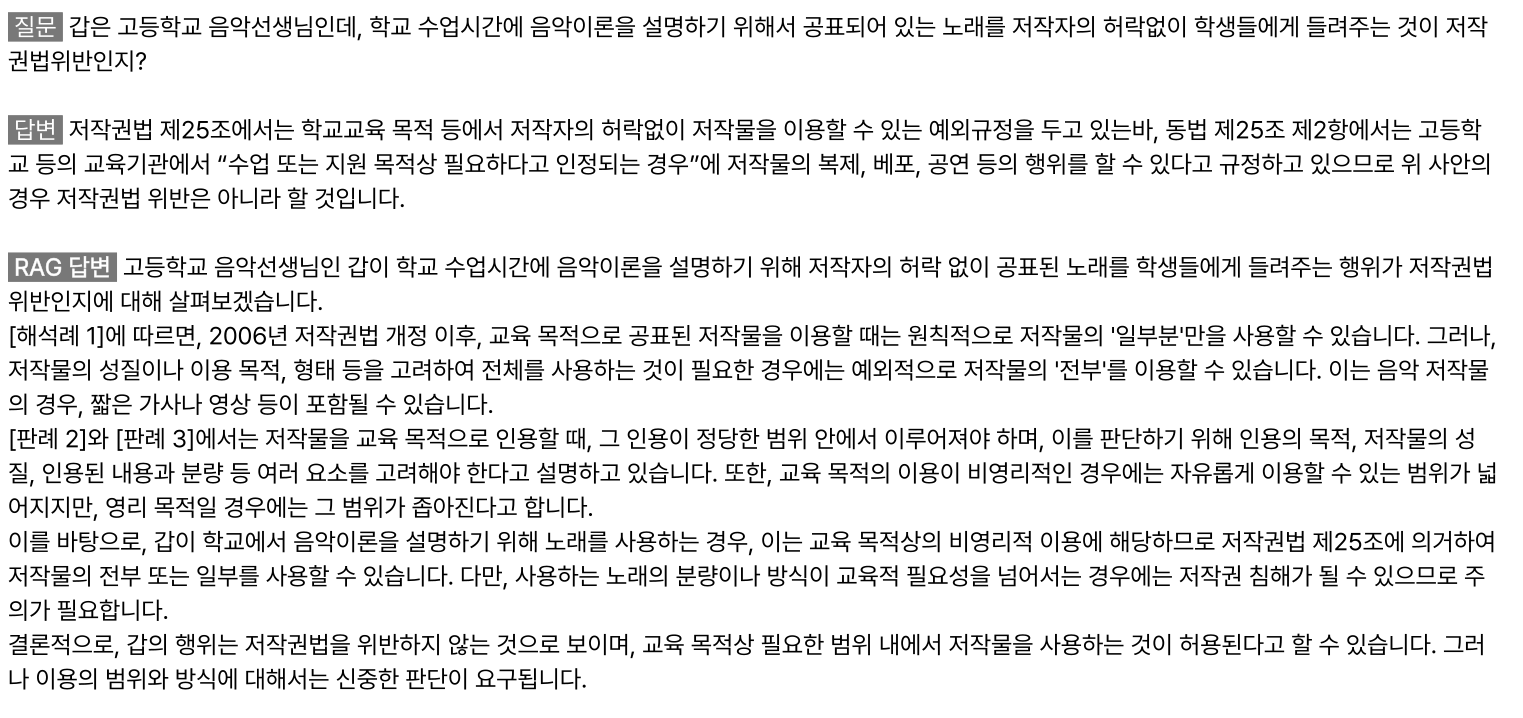 질문 갑은 고등학교 음악선생님인데, 학교 수업시간에 음악이론을 설명하기 위해서 공표되어 있는 노래를 저작자의 허락없이 학생들에게 들려주는 것이 저작
권법위반인지?
답변 저작권법 제25조에서는 학교교육 목적 등에서 저작자의 허락없이 저작물을 이용할 수 있는 예외규정을 두고 있는바, 동법 제25조 제2항에서는 고등학
교 등의 교육기관에서 “수업 또는 지원 목적상 필요하다고 인정되는 경우”에 저작물의 복제, 베포, 공연 등의 행위를 할 수 있다고 규정하고 있으므로 위 사안의
경우 저작권법 위반은 아니라 할 것입니다.
RAG 답변 고등학교 음악선생님인 갑이 학교 수업시간에 음악이론을 설명하기 위해 저작자의 허락 없이 공표된 노래를 학생들에게 들려주는 행위가 저작권법
위반인지에 대해 살펴보겠습니다.
[해석례 1]에 따르면, 2006년 저작권법 개정 이후, 교육 목적으로 공표된 저작물을 이용할 때는 원칙적으로 저작물의 '일부분'만을 사용할 수 있습니다. 그러나,
저작물의 성질이나 이용 목적, 형태 등을 고려하여 전체를 사용하는 것이 필요한 경우에는 예외적으로 저작물의 '전부'를 이용할 수 있습니다. 이는 음악 저작물
의 경우, 짧은 가사나 영상 등이 포함될 수 있습니다.
[판례 2]와 [판례 3]에서는 저작물을 교육 목적으로 인용할 때, 그 인용이 정당한 범위 안에서 이루어져야 하며, 이를 판단하기 위해 인용의 목적, 저작물의 성
질, 인용된 내용과 분량 등 여러 요소를 고려해야 한다고 설명하고 있습니다. 또한, 교육 목적의 이용이 비영리적인 경우에는 자유롭게 이용할 수 있는 범위가 넓
어지지만, 영리 목적일 경우에는 그 범위가 좁아진다고 합니다.
이를 바탕으로, 갑이 학교에서 음악이론을 설명하기 위해 노래를 사용하는 경우, 이는 교육 목적상의 비영리적 이용에 해당하므로 저작권법 제25조에 의거하여
저작물의 전부 또는 일부를 사용할 수 있습니다. 다만, 사용하는 노래의 분량이나 방식이 교육적 필요성을 넘어서는 경우에는 저작권 침해가 될 수 있으므로 주
의가 필요합니다.
결론적으로, 갑의 행위는 저작권법을 위반하지 않는 것으로 보이며, 교육 목적상 필요한 범위 내에서 저작물을 사용하는 것이 허용된다고 할 수 있습니다. 그러
나 이용의 범위와 방식에 대해서는 신중한 판단이 요구됩니다.